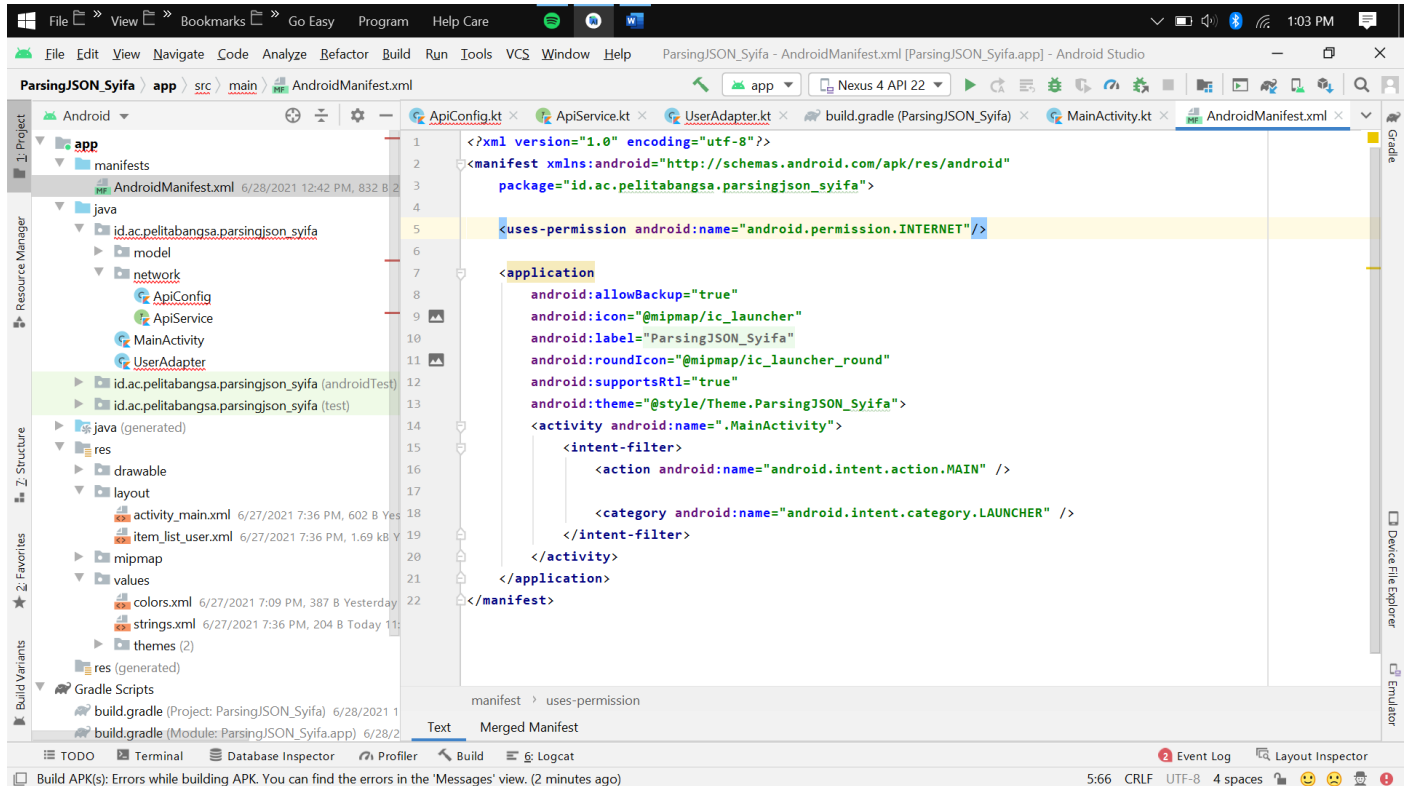 File » View » Bookmarks » Go Easy Program Help Care 1:03 PM
File Edit View Navigate Code Analyze Refactor Build Run Tools VCS Window Help ParsingJSON_Syifa - AndroidManifest.xml [ParsingJSON_Syifa.app] - Android Studio
ParsingJSON_Syifa app src main AndroidManifest.xml app Nexus 4 API 22
Android ApiConfig.kt ApiService.kt UserAdapter.kt build.gradle (ParsingJSON_Syifa) MainActivity.kt AndroidManifest.xml
1: Project
Resource Manager
7: Structure
2: Favorites
Build Variants
app
manifests
AndroidManifest.xml 6/28/2021 12:42 PM, 832 B 2
java
id.ac.pelitabangsa.parsingjson_syifa
model
network
ApiConfig
ApiService
MainActivity
UserAdapter
id.ac.pelitabangsa.parsingjson_syifa (androidTest)
id.ac.pelitabangsa.parsingjson_syifa (test)
java (generated)
res
drawable
layout
activity_main.xml 6/27/2021 7:36 PM, 602 B Yes
item_list_user.xml 6/27/2021 7:36 PM, 1.69 kB Y
mipmap
values
colors.xml 6/27/2021 7:09 PM, 387 B Yesterday
strings.xml 6/27/2021 7:36 PM, 204 B Today 11:
themes (2)
res (generated)
Gradle Scripts
build.gradle (Project: ParsingJSON_Syifa) 6/28/2021 1
build.gradle (Module: ParsingJSON_Syifa.app) 6/28/2
1 <?xml version="1.0" encoding="utf-8"?>
2 <manifest xmlns:android="http://schemas.android.com/apk/res/android"
3 package="id.ac.pelitabangsa.parsingjson_syifa">
4
5 <uses-permission android:name="android.permission.INTERNET"/>
6
7 <application
8 android:allowBackup="true"
9 android:icon="@mipmap/ic_launcher"
10 android:label="ParsingJSON_Syifa"
11 android:roundIcon="@mipmap/ic_launcher_round"
12 android:supportsRtl="true"
13 android:theme="@style/Theme.ParsingJSON_Syifa">
14 <activity android:name=".MainActivity">
15 <intent-filter>
16 <action android:name="android.intent.action.MAIN" />
17
18 <category android:name="android.intent.category.LAUNCHER" />
19 </intent-filter>
20 </activity>
21 </application>
22 </manifest>
manifest › uses-permission
Text Merged Manifest
Gradle
Device File Explorer
Emulator
TODO Terminal Database Inspector Profiler Build 6: Logcat 2 Event Log Layout Inspector
Build APK(s): Errors while building APK. You can find the errors in the 'Messages' view. (2 minutes ago) 5:66 CRLF UTF-8 4 spaces